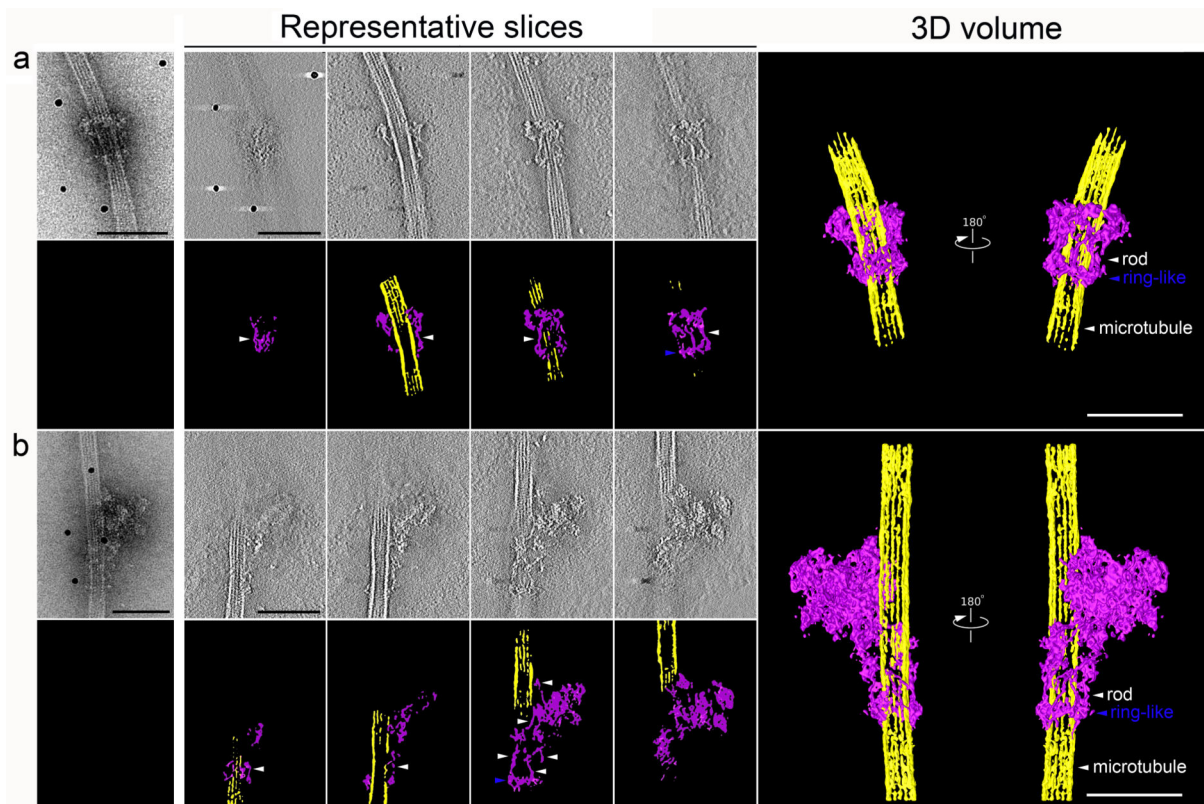 Representative slices
3D volume
a
180°
rod
ring-like
microtubule
b
180°
rod
ring-like
microtubule